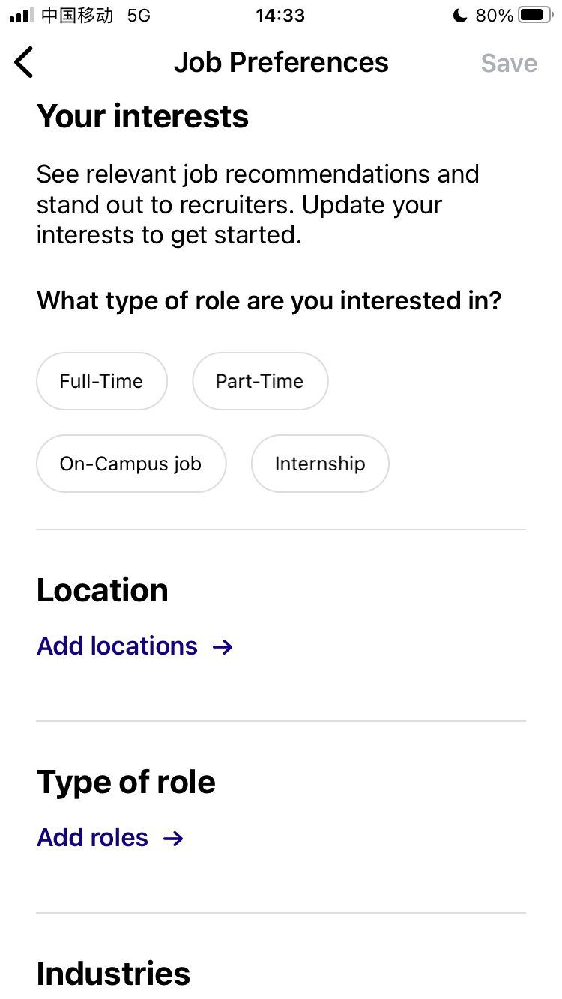 中国移动 5G 14:33 80%
Job Preferences Save
Your interests
See relevant job recommendations and
stand out to recruiters. Update your
interests to get started.
What type of role are you interested in?
Full-Time Part-Time
On-Campus job Internship
Location
Add locations →
Type of role
Add roles →
Industries